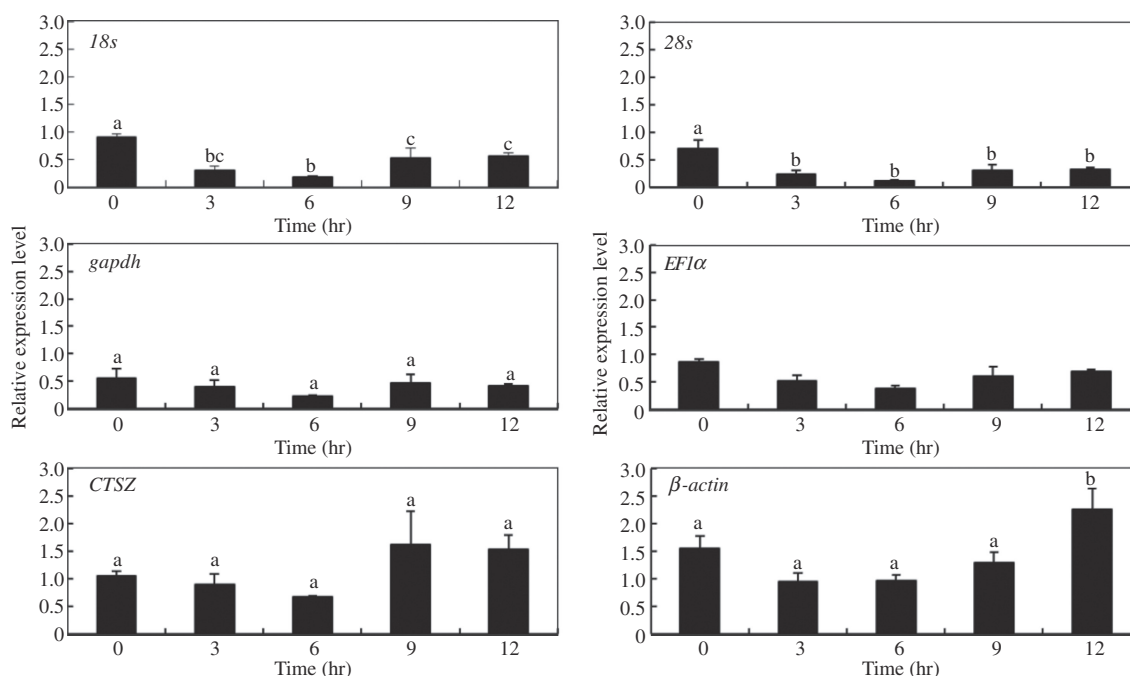 18s
3.0
2.5
2.0
1.5
1.0
0.5
0
a
bc
b
c
c
0 3 6 9 12
Time (hr)
28s
3.0
2.5
2.0
1.5
1.0
0.5
0
a
b
b
b
b
0 3 6 9 12
Time (hr)
Relative expression level
gapdh
3.0
2.5
2.0
1.5
1.0
0.5
0
a
a
a
a
a
0 3 6 9 12
Time (hr)
Relative expression level
EF1α
3.0
2.5
2.0
1.5
1.0
0.5
0
0 3 6 9 12
Time (hr)
CTSZ
3.0
2.5
2.0
1.5
1.0
0.5
0
a
a
a
a
a
0 3 6 9 12
Time (hr)
β-actin
3.0
2.5
2.0
1.5
1.0
0.5
0
a
a
a
a
b
0 3 6 9 12
Time (hr)